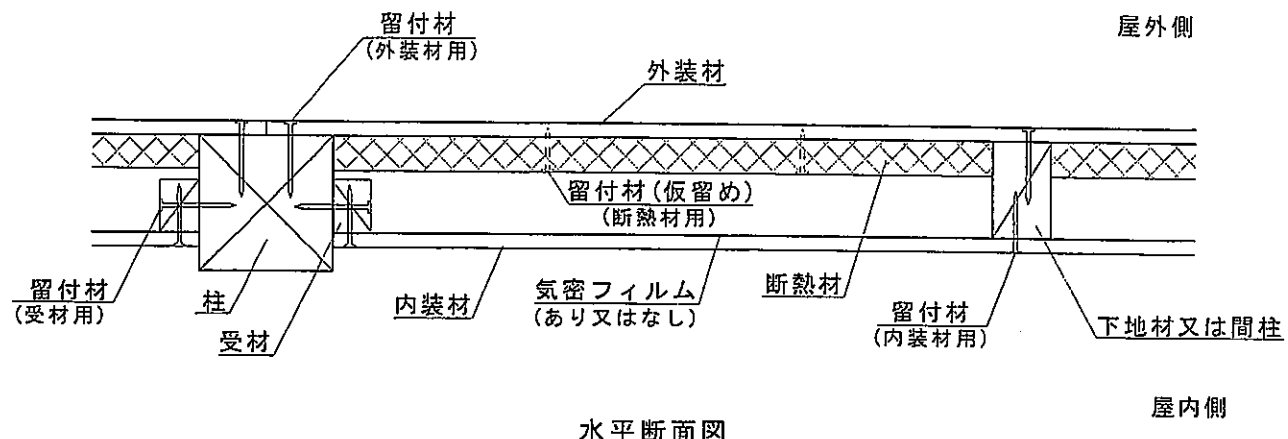 留付材
(外装材用)
屋外側
外装材
留付材(仮留め)
(断熱材用)
留付材
(受材用)
柱
受材
内装材
気密フィルム
(あり又はなし)
断熱材
留付材
(内装材用)
下地材又は間柱
屋内側
水平断面図